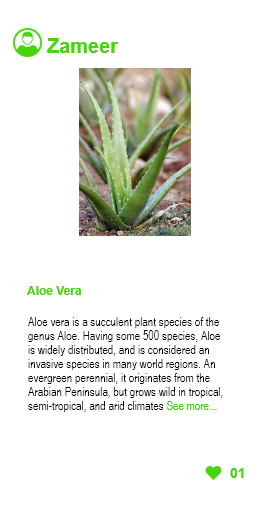 Zameer
Aloe Vera
Aloe vera is a succulent plant species of the
genus Aloe. Having some 500 species, Aloe
is widely distributed, and is considered an
invasive species in many world regions. An
evergreen perennial, it originates from the
Arabian Peninsula, but grows wild in tropical,
semi-tropical, and arid climates See more...
01